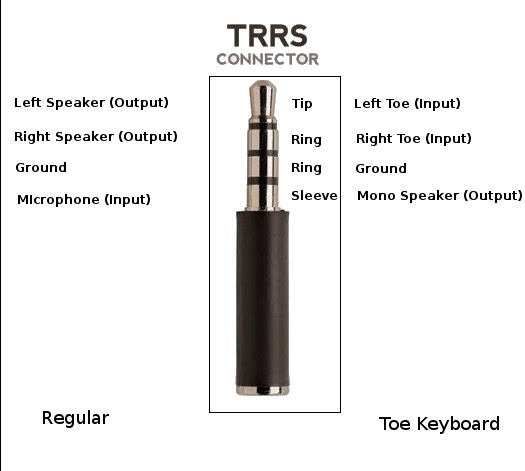 TRRS
CONNECTOR
Left Speaker (Output) Tip Left Toe (Input)
Right Speaker (Output) Ring Right Toe (Input)
Ground Ring Ground
MIcrophone (Input) Sleeve Mono Speaker (Output)
Regular Toe Keyboard